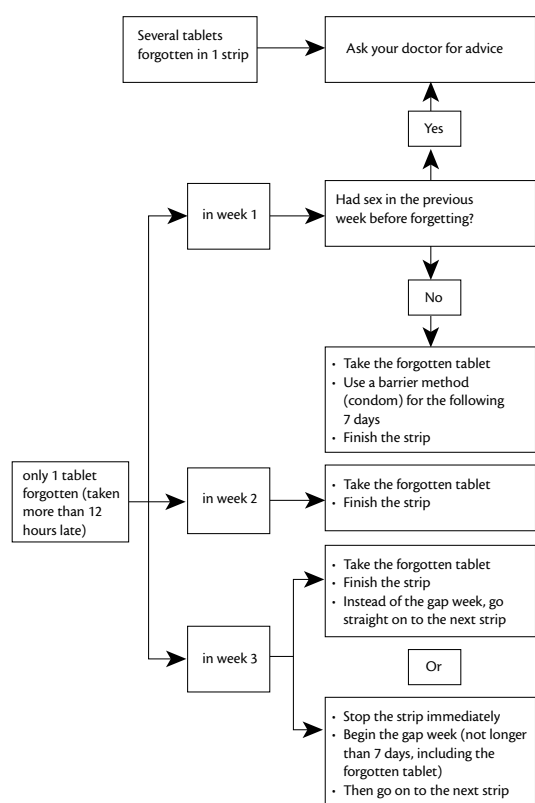 Several tablets
forgotten in 1 strip
Ask your doctor for advice
Yes
in week 1
Had sex in the previous
week before forgetting?
No
· Take the forgotten tablet
· Use a barrier method
(condom) for the following
7 days
· Finish the strip
only 1 tablet
forgotten (taken
more than 12
hours late)
in week 2
· Take the forgotten tablet
· Finish the strip
in week 3
· Take the forgotten tablet
· Finish the strip
· Instead of the gap week, go
straight on to the next strip
Or
· Stop the strip immediately
· Begin the gap week (not longer
than 7 days, including the
forgotten tablet)
· Then go on to the next strip